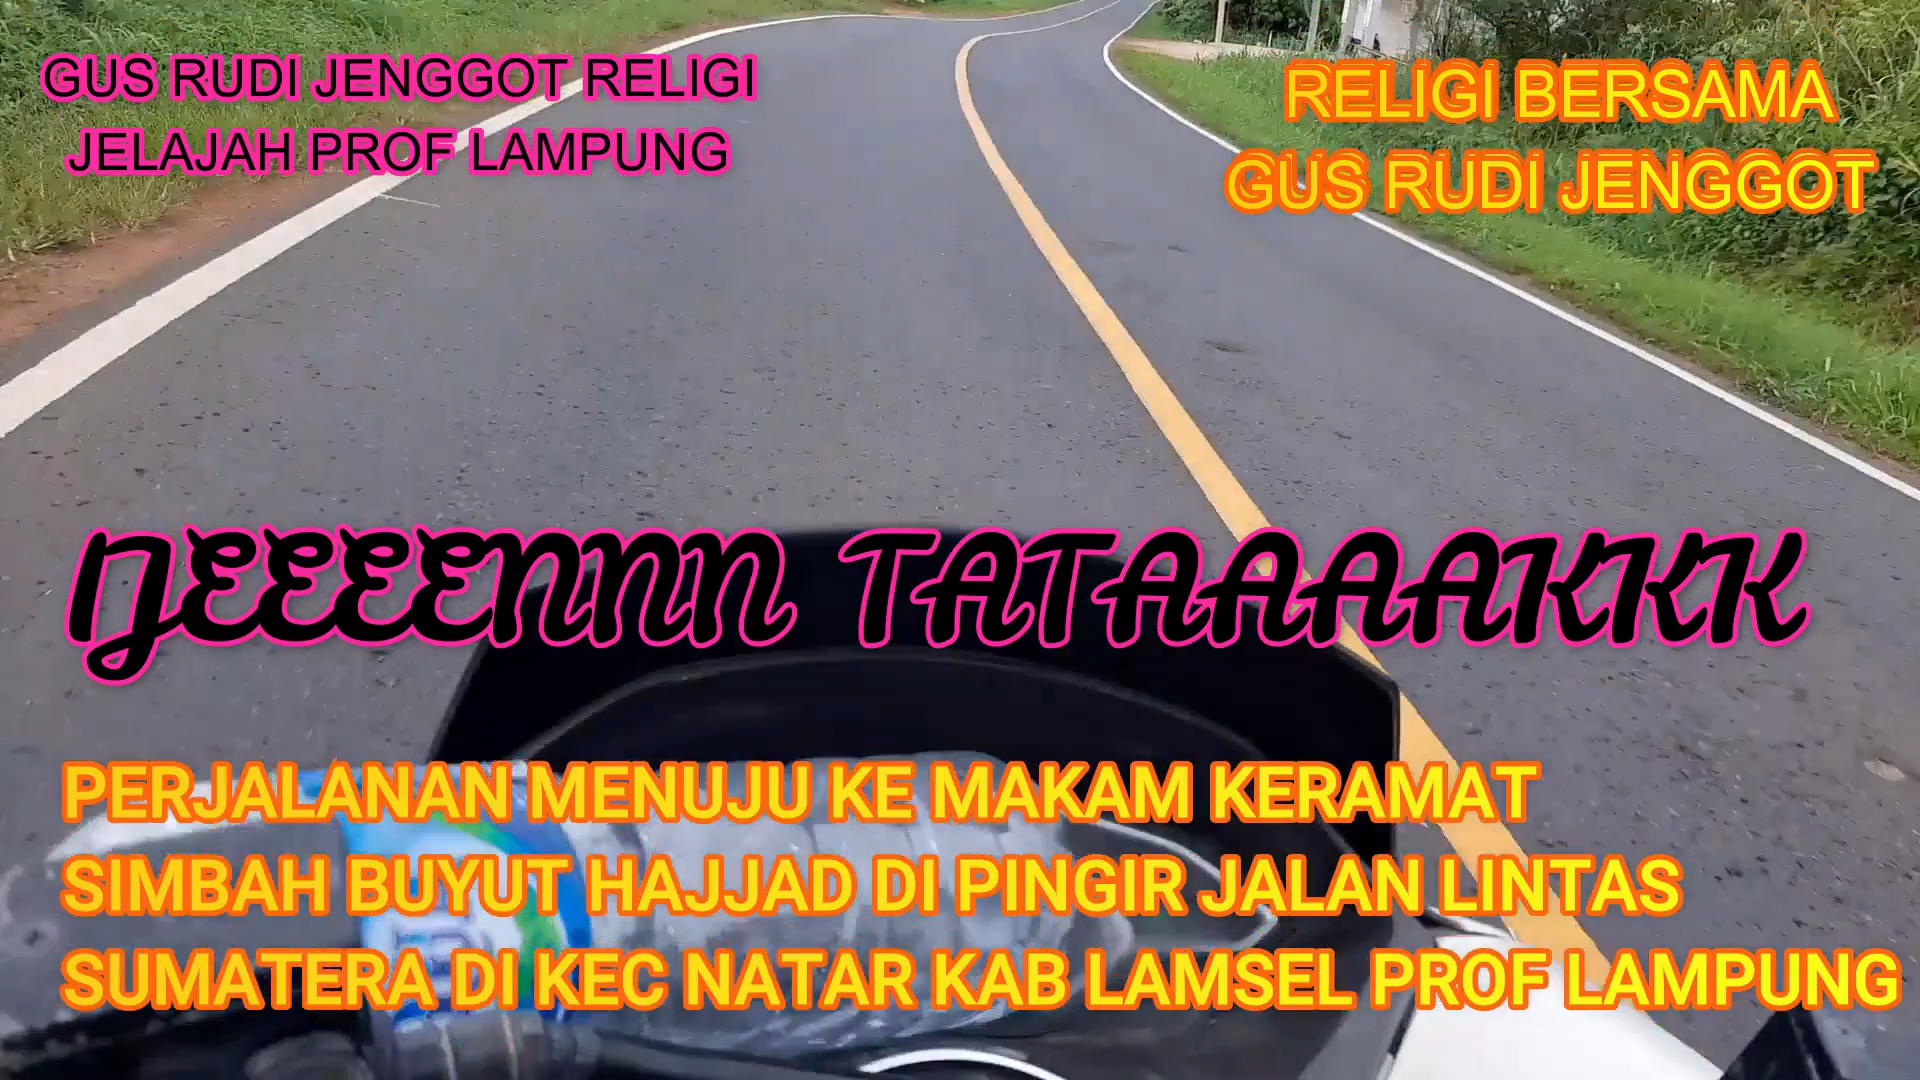 GUS RUDI JENGGOT RELIGI
JELAJAH PROF LAMPUNG
RELIGI BERSAMA
GUS RUDI JENGGOT
DEEEENNN TATAAAAKKK
PERJALANAN MENUJU KE MAKAM KERAMAT
SIMBAH BUYUT HAJJAD DI PINGIR JALAN LINTAS
SUMATERA DI KEC NATAR KAB LAMSEL PROF LAMPUNG